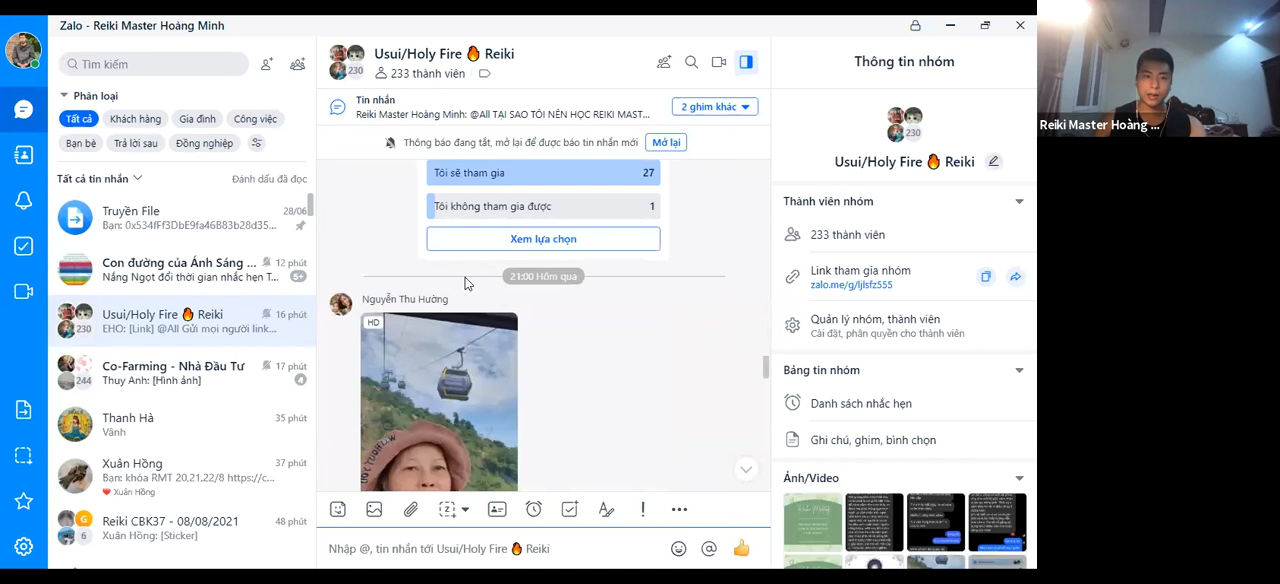 Zalo - Reiki Master Hoàng Minh
Tìm kiếm
Phân loại
Tất cả
Khách hàng
Gia đình
Công việc
Bạn bè
Trả lời sau
Đồng nghiệp
Tất cả tin nhắn
Đánh dấu đã đọc
Truyền File
28/06
Bạn: 0x534fFf3DbE9fa46B83b28d35...
Con đường của Ánh Sáng ...
12 phút
Nắng Ngọt đổi thời gian nhắc hẹn T...
5+
Usui/Holy Fire 🔥 Reiki
16 phút
EHO: [Link] @All Gửi mọi người link...
230
Co-Farming - Nhà Đầu Tư
17 phút
Thuy Anh: [Hình ảnh]
4
244
Thanh Hà
35 phút
Vânh
Xuân Hồng
37 phút
Bạn: khóa RMT 20,21,22/8 https://c...
Xuân Hồng
Reiki CBK37 - 07/08/2021
48 phút
Xuân Hồng: [Sticker]
G
6
Usui/Holy Fire 🔥 Reiki
230
233 thành viên
Tin nhắn
Reiki Master Hoàng Minh: @All TẠI SAO TÔI NÊN HỌC REIKI MAST...
2 ghim khác
Thông báo đang tắt, mở lại để được báo tin nhắn mới
Mở lại
Tôi sẽ tham gia
27
Tôi không tham gia được
1
Xem lựa chọn
21:00 Hôm qua
Nguyễn Thu Hường
HD
Nhập @, tin nhắn tới Usui/Holy Fire 🔥 Reiki
Thông tin nhóm
230
Usui/Holy Fire 🔥 Reiki
Thành viên nhóm
233 thành viên
Link tham gia nhóm
zalo.me/g/ljlsfz555
Quản lý nhóm, thành viên
Cài đặt, phân quyền cho thành viên
Bảng tin nhóm
Danh sách nhắc hẹn
Ghi chú, ghim, bình chọn
Ảnh/Video
Reiki Master Hoàng ...